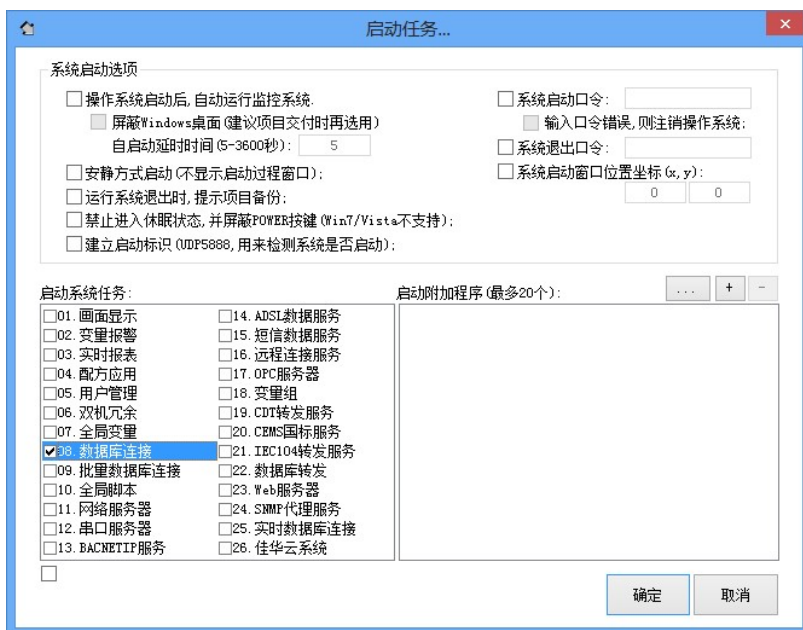 启动任务...
系统启动选项
操作系统启动后,自动运行监控系统.
屏蔽Windows桌面(建议项目交付时再选用)
自启动延时时间(5-3600秒): 5
安静方式启动(不显示启动过程窗口);
运行系统退出时,提示项目备份;
禁止进入休眠状态,并屏蔽POWER按键(Win7/Vista不支持);
建立启动标识(UDP5888,用来检测系统是否启动);
系统启动口令:
输入口令错误,则注销操作系统;
系统退出口令:
系统启动窗口位置坐标(x,y):
0 0
启动系统任务:
01.画面显示
02.变量报警
03.实时报表
04.配方应用
05.用户管理
06.双机冗余
07.全局变量
08.数据库连接
09.批量数据库连接
10.全局脚本
11.网络服务器
12.串口服务器
13.BACNETIP服务
14.ADSL数据服务
15.短信数据服务
16.远程连接服务
17.OPC服务器
18.变量组
19.CDT转发服务
20.CEMS国标服务
21.IEC104转发服务
22.数据库转发
23.Web服务器
24.SNMP代理服务
25.实时数据库连接
26.佳华云系统
启动附加程序(最多20个):
... + -
确定 取消